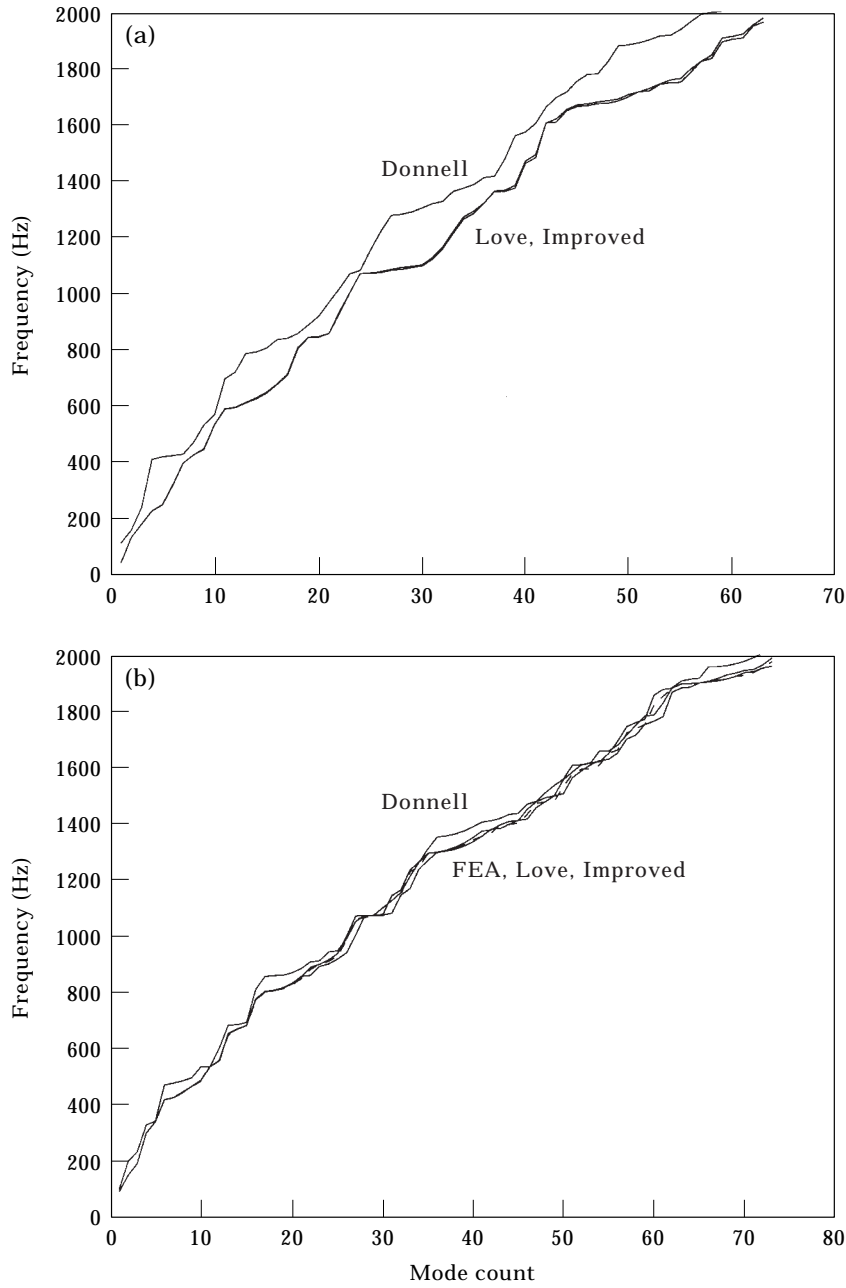 (a)
2000
1800
1600
1400
1200
1000
800
600
400
200
0
Frequency (Hz)
Donnell
Love, Improved
0 10 20 30 40 50 60 70
(b)
2000
1800
1600
1400
1200
1000
800
600
400
200
0
Frequency (Hz)
Donnell
FEA, Love, Improved
0 10 20 30 40 50 60 70 80
Mode count